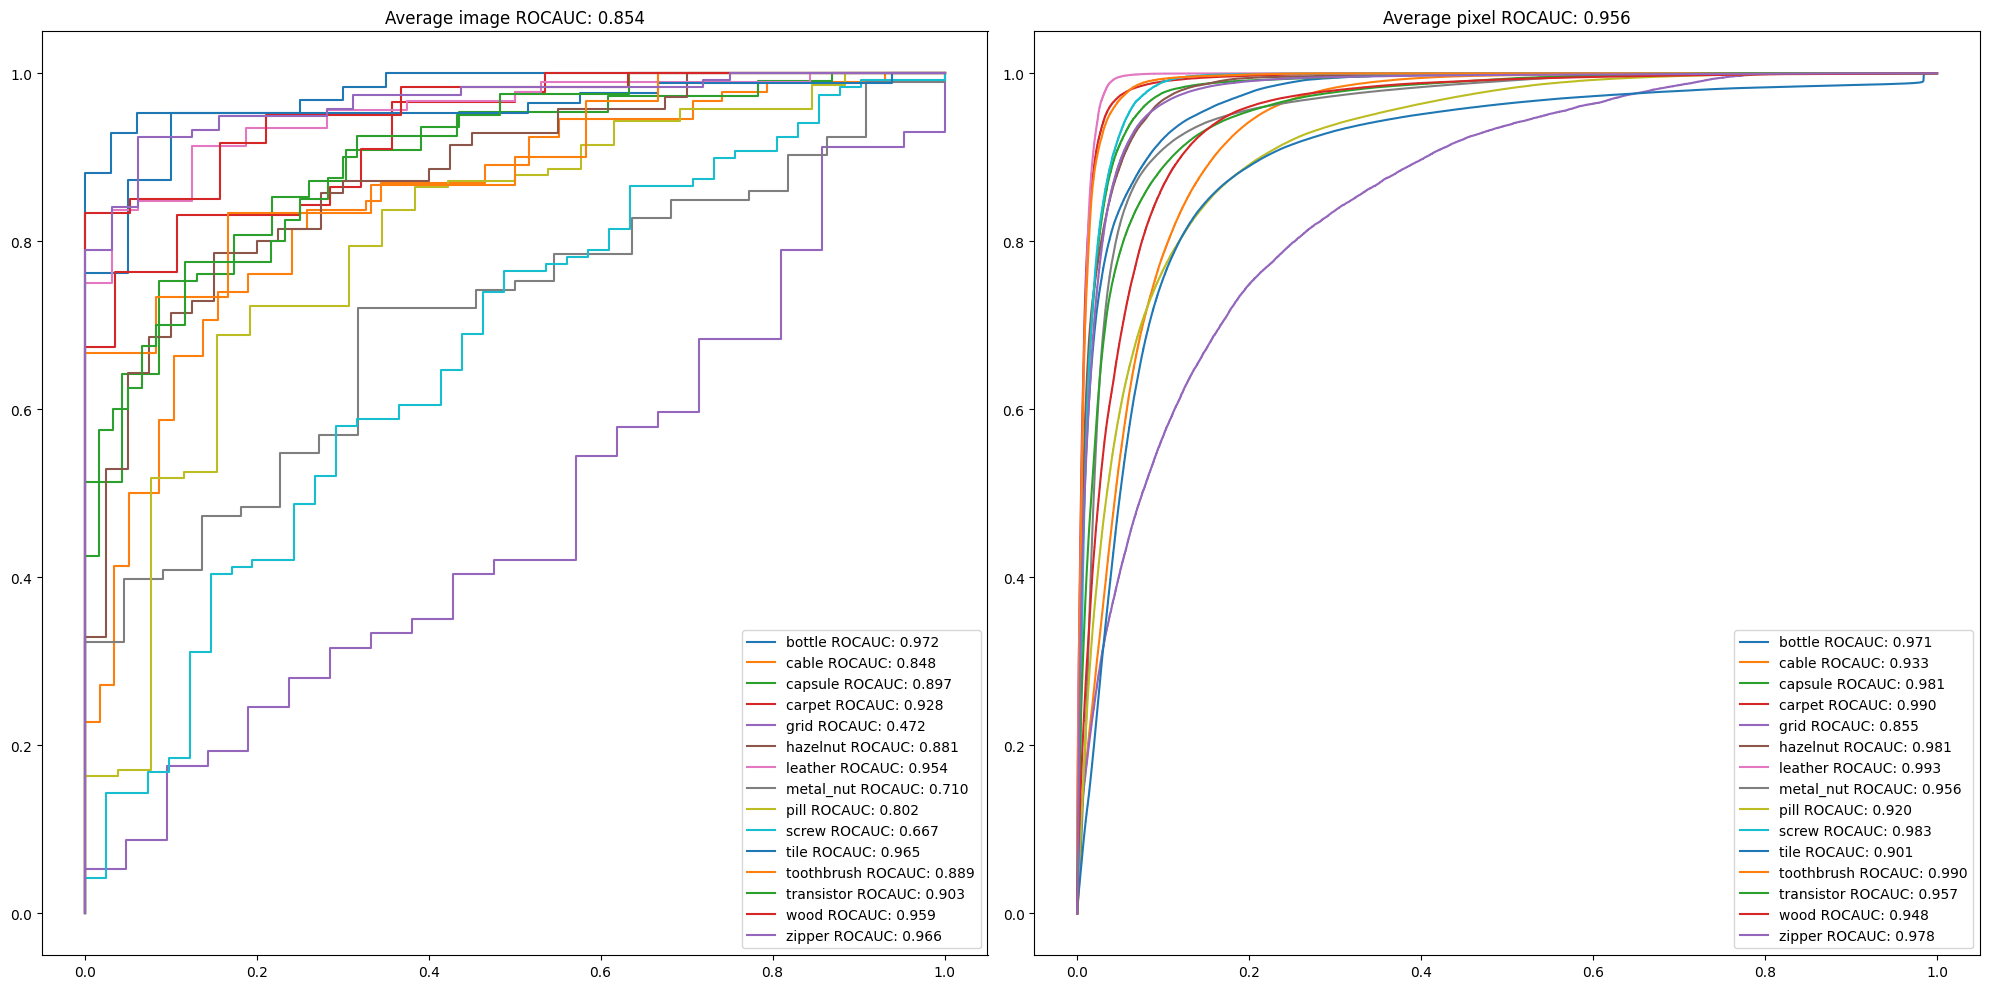 Average image ROCAUC: 0.854
1.0
0.8
0.6
0.4
0.2
0.0
0.0 0.2 0.4 0.6 0.8 1.0
bottle ROCAUC: 0.972
cable ROCAUC: 0.848
capsule ROCAUC: 0.897
carpet ROCAUC: 0.928
grid ROCAUC: 0.472
hazelnut ROCAUC: 0.881
leather ROCAUC: 0.954
metal_nut ROCAUC: 0.710
pill ROCAUC: 0.802
screw ROCAUC: 0.667
tile ROCAUC: 0.965
toothbrush ROCAUC: 0.889
transistor ROCAUC: 0.903
wood ROCAUC: 0.959
zipper ROCAUC: 0.966
Average pixel ROCAUC: 0.956
1.0
0.8
0.6
0.4
0.2
0.0
0.0 0.2 0.4 0.6 0.8 1.0
bottle ROCAUC: 0.971
cable ROCAUC: 0.933
capsule ROCAUC: 0.981
carpet ROCAUC: 0.990
grid ROCAUC: 0.855
hazelnut ROCAUC: 0.981
leather ROCAUC: 0.993
metal_nut ROCAUC: 0.956
pill ROCAUC: 0.920
screw ROCAUC: 0.983
tile ROCAUC: 0.901
toothbrush ROCAUC: 0.990
transistor ROCAUC: 0.957
wood ROCAUC: 0.948
zipper ROCAUC: 0.978